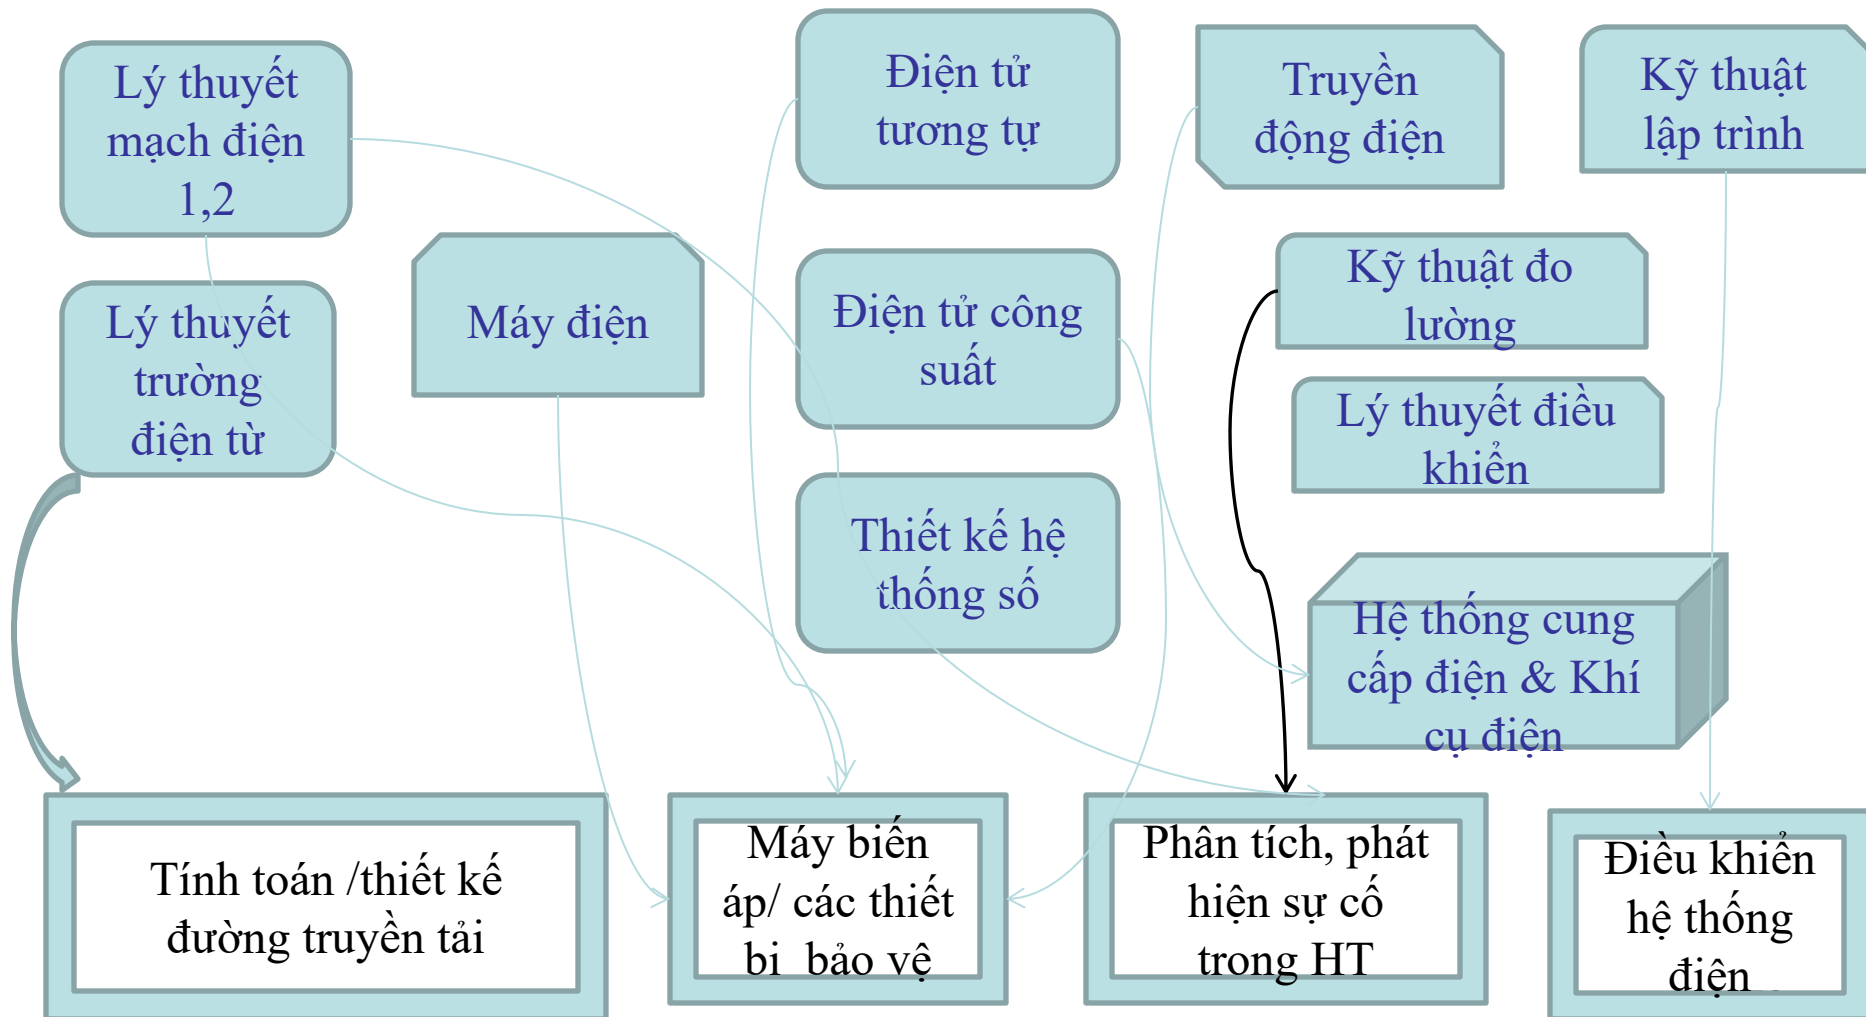 Lý thuyết
mạch điện
1,2
Điện tử
tương tự
Truyền
động điện
Kỹ thuật
lập trình
Lý thuyết
trường
điện từ
Máy điện
Điện tử công
suất
Kỹ thuật đo
lường
Lý thuyết điều
khiển
Thiết kế hệ
thống số
Hệ thống cung
cấp điện & Khí
cụ điện
Tính toán /thiết kế
đường truyền tải
Máy biến
áp/ các thiết
bi bảo vệ
Phân tích, phát
hiện sự cố
trong HT
Điều khiển
hệ thống
điện